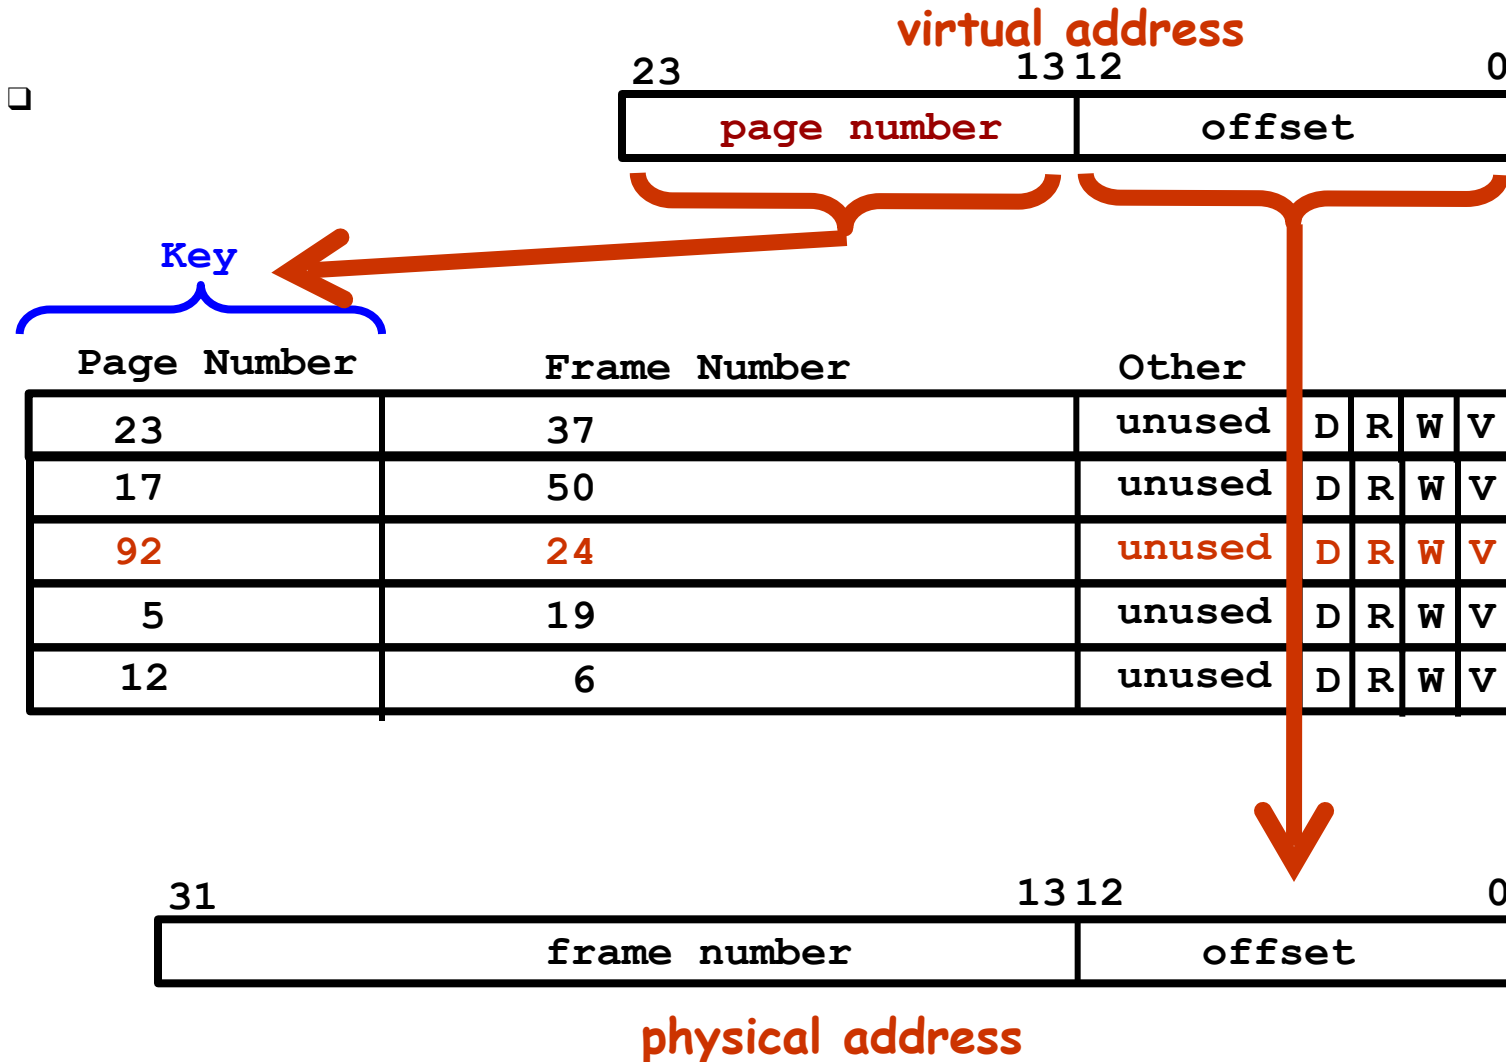 virtual address
23 13 12 0
❑
page number offset
Key
Page Number Frame Number Other
23 37 unused D R W V
17 50 unused D R W V
92 24 unused D R W V
5 19 unused D R W V
12 6 unused D R W V
31 13 12 0
frame number offset
physical address